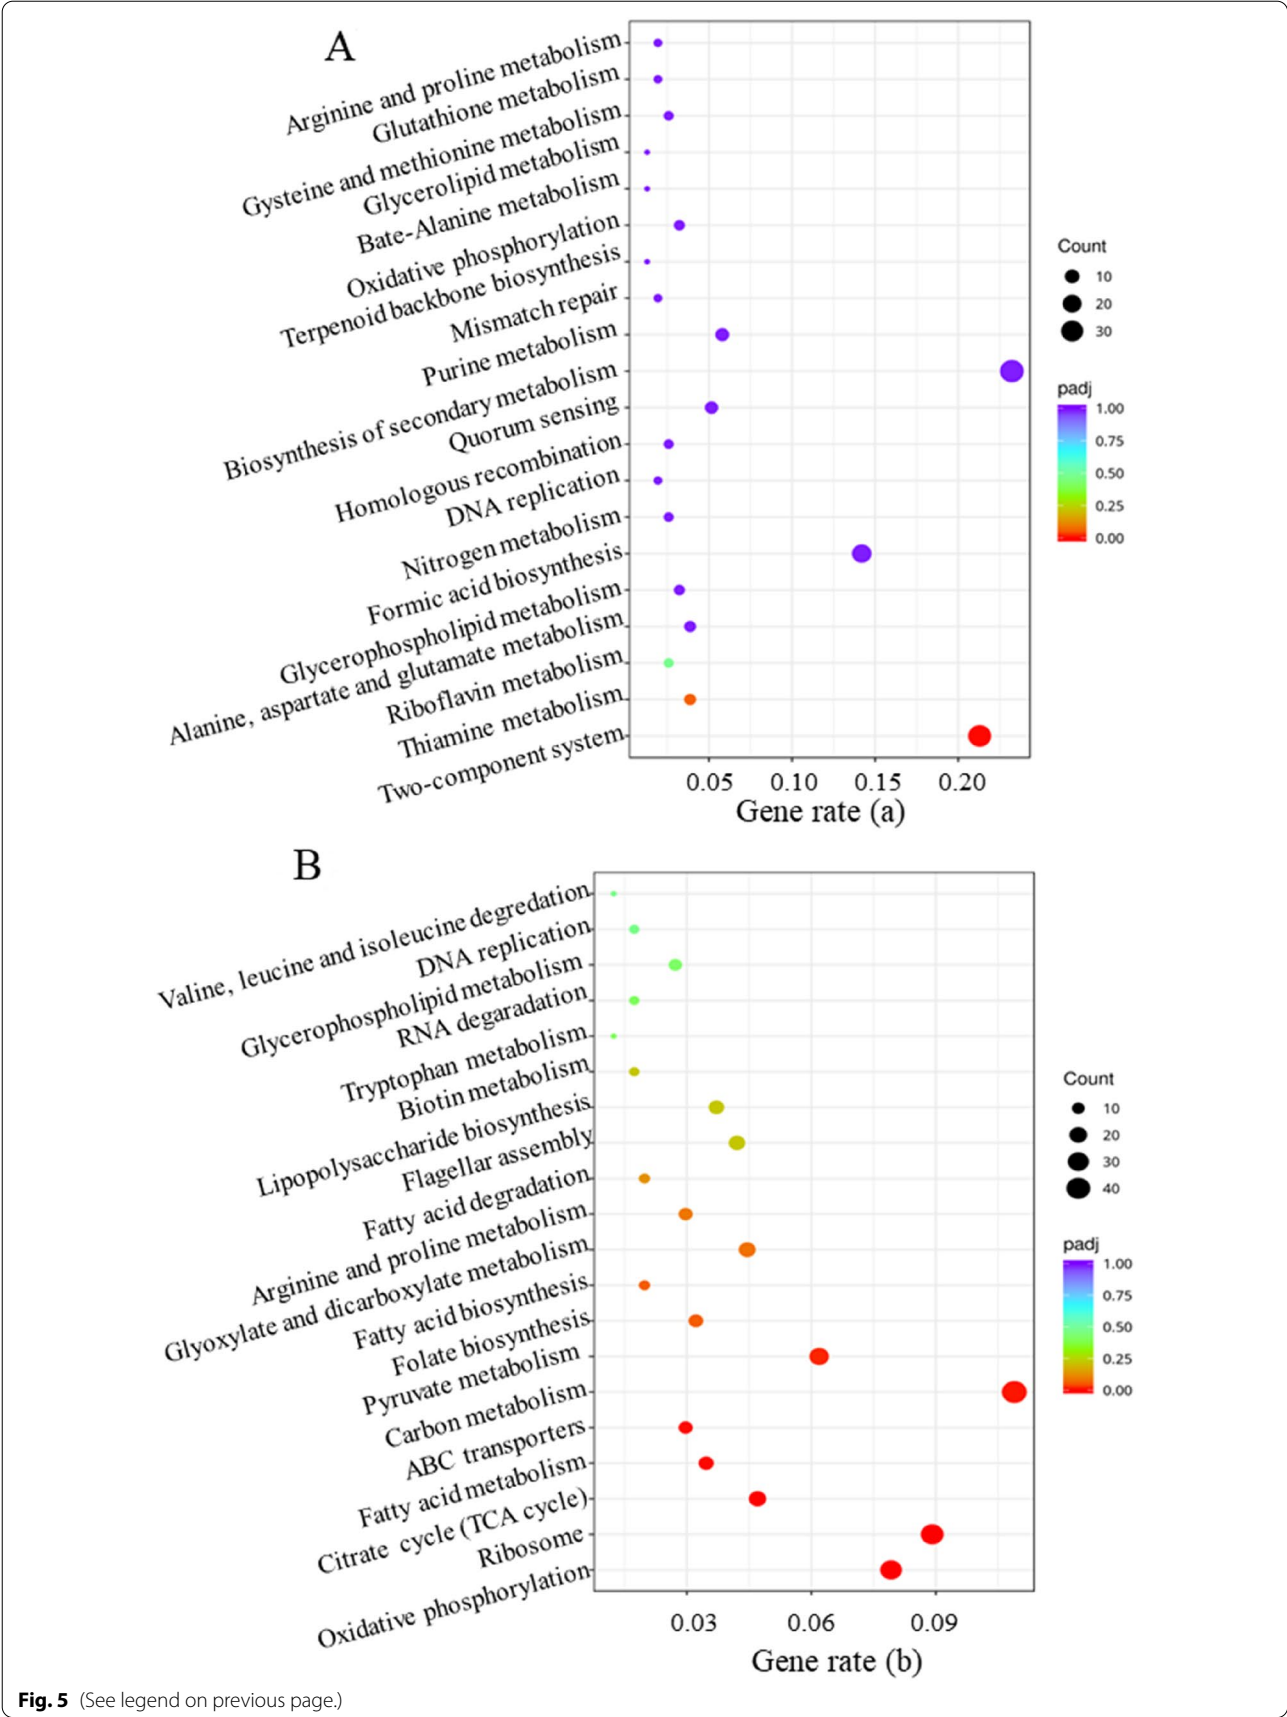 A
Arginine and proline metabolism
Glutathione metabolism
Gysteine and methionine metabolism
Glycerolipid metabolism
Bate-Alanine metabolism
Oxidative phosphorylation
Terpenoid backbone biosynthesis
Mismatch repair
Purine metabolism
Biosynthesis of secondary metabolism
Quorum sensing
Homologous recombination
DNA replication
Nitrogen metabolism
Formic acid biosynthesis
Glycerophospholipid metabolism
Alanine, aspartate and glutamate metabolism
Riboflavin metabolism
Thiamine metabolism
Two-component system
0.05 0.10 0.15 0.20
Gene rate (a)
Count
10
20
30
padj
1.00
0.75
0.50
0.25
0.00
B
Valine, leucine and isoleucine degredation
DNA replication
Glycerophospholipid metabolism
RNA degaradation
Tryptophan metabolism
Biotin metabolism
Lipopolysaccharide biosynthesis
Flagellar assembly
Fatty acid degradation
Arginine and proline metabolism
Glyoxylate and dicarboxylate metabolism
Fatty acid biosynthesis
Folate biosynthesis
Pyruvate metabolism
Carbon metabolism
ABC transporters
Fatty acid metabolism
Citrate cycle (TCA cycle)
Ribosome
Oxidative phosphorylation
0.03 0.06 0.09
Gene rate (b)
Count
10
20
30
40
padj
1.00
0.75
0.50
0.25
0.00
Fig. 5 (See legend on previous page.)